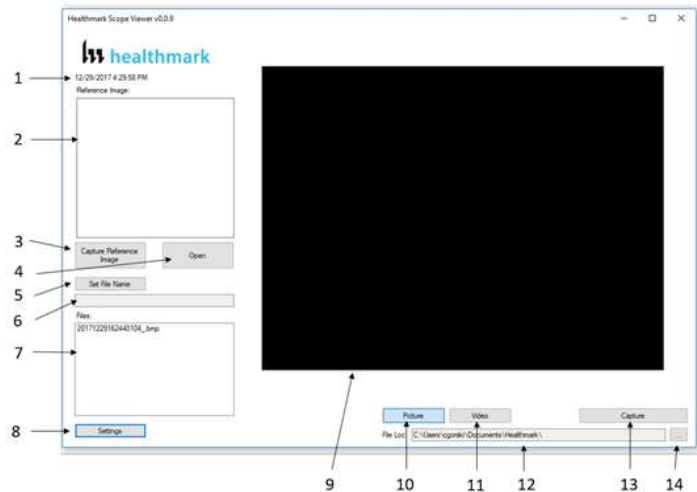 Healthmark Scope Viewer v0.0.9
healthmark
1
12/29/2017 4:29:58 PM
Reference Image:
2
3
Capture Reference
Image
Open
4
5
Set File Name
6
Files:
20171229162440104_.bmp
7
8
Settings
Picture
Video
Capture
File Loc:
C:\Users\cgorski\Documents\Healthmark\
...
9
10
11
12
13
14